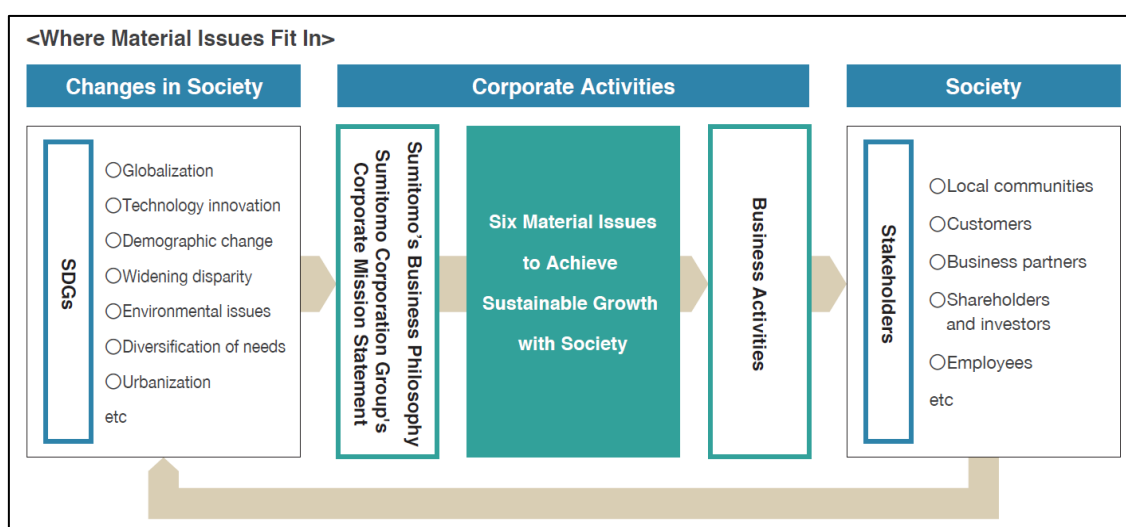 <Where Material Issues Fit In>
Changes in Society
Corporate Activities
Society
SDGs
○Globalization
○Technology innovation
○Demographic change
○Widening disparity
○Environmental issues
○Diversification of needs
○Urbanization
etc
Sumitomo's Business Philosophy
Sumitomo Corporation Group's
Corporate Mission Statement
Six Material Issues
to Achieve
Sustainable Growth
with Society
Business Activities
Stakeholders
○Local communities
○Customers
○Business partners
○Shareholders
and investors
○Employees
etc